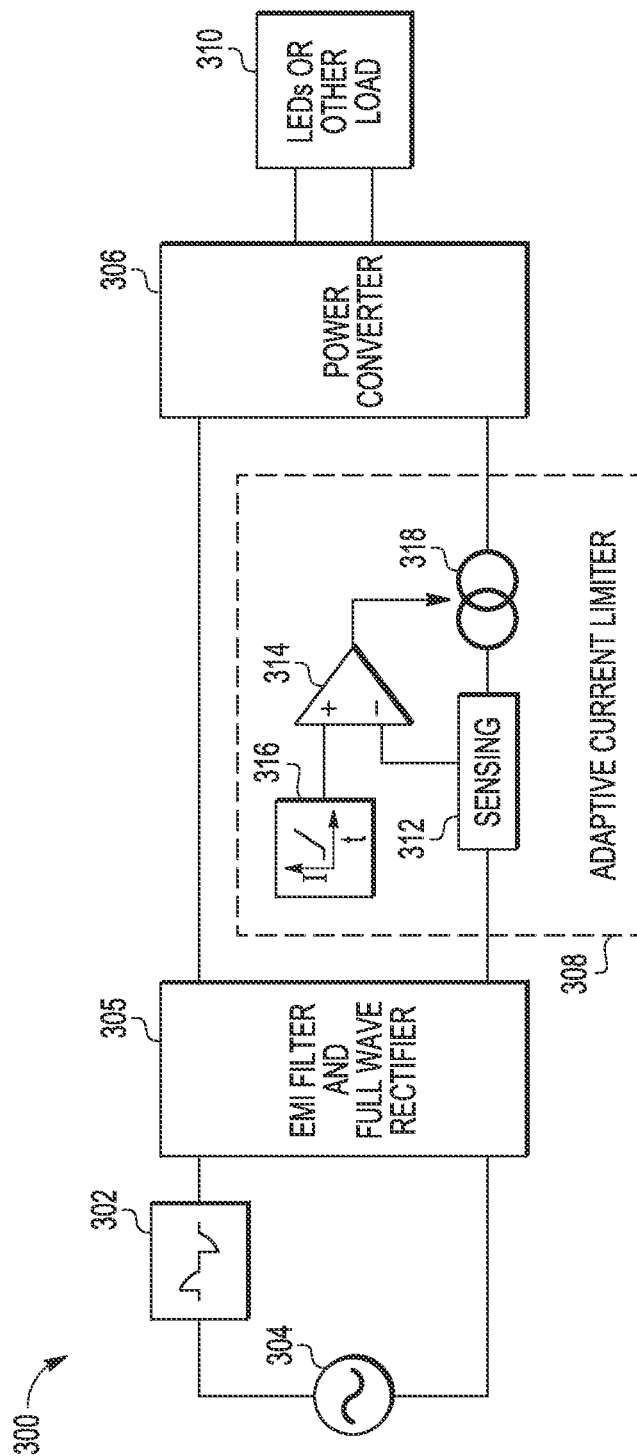 300
302
304
305
EMI FILTER
AND
FULL WAVE
RECTIFIER
316
I
t
314
+
−
312
SENSING
318
308
ADAPTIVE CURRENT LIMITER
306
POWER
CONVERTER
310
LEDs OR
OTHER
LOAD